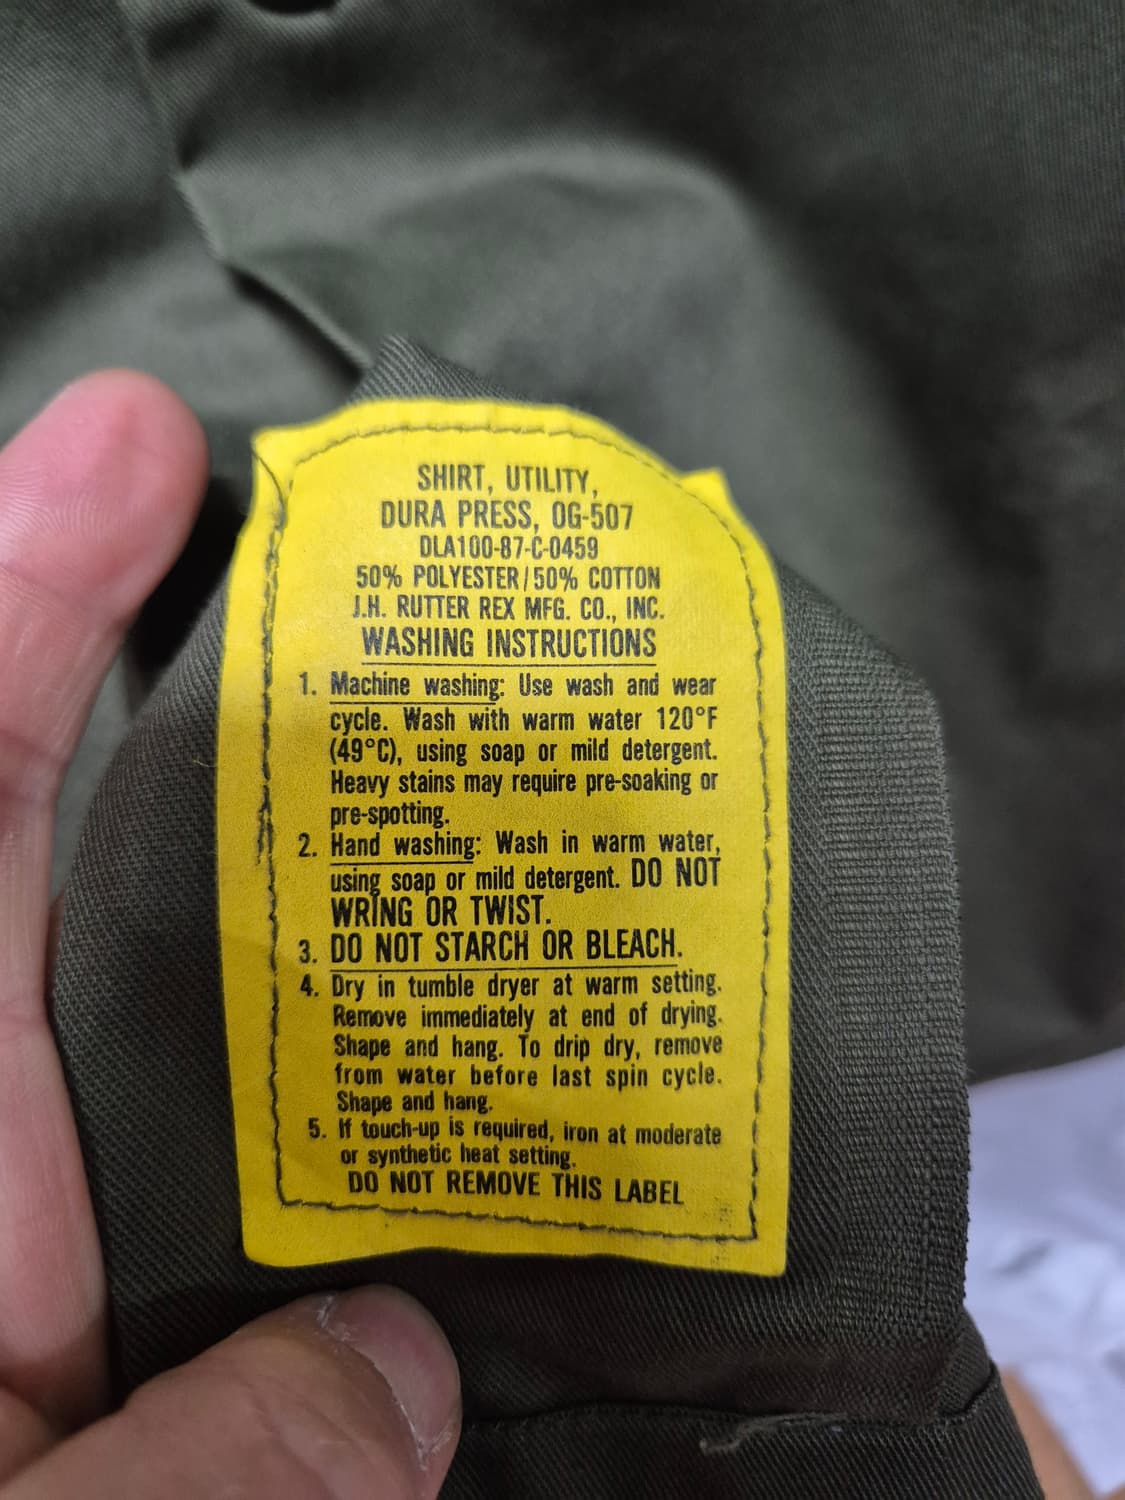 SHIRT, UTILITY,
DURA PRESS, OG-507
DLA100-87-C-0459
50% POLYESTER/50% COTTON
J.H. RUTTER REX MFG. CO., INC.
WASHING INSTRUCTIONS
1. Machine washing: Use wash and wear
cycle. Wash with warm water 120°F
(49°C), using soap or mild detergent.
Heavy stains may require pre-soaking or
pre-spotting.
2. Hand washing: Wash in warm water,
using soap or mild detergent. DO NOT
WRING OR TWIST.
3. DO NOT STARCH OR BLEACH.
4. Dry in tumble dryer at warm setting.
Remove immediately at end of drying.
Shape and hang. To drip dry, remove
from water before last spin cycle.
Shape and hang.
5. If touch-up is required, iron at moderate
or synthetic heat setting.
DO NOT REMOVE THIS LABEL